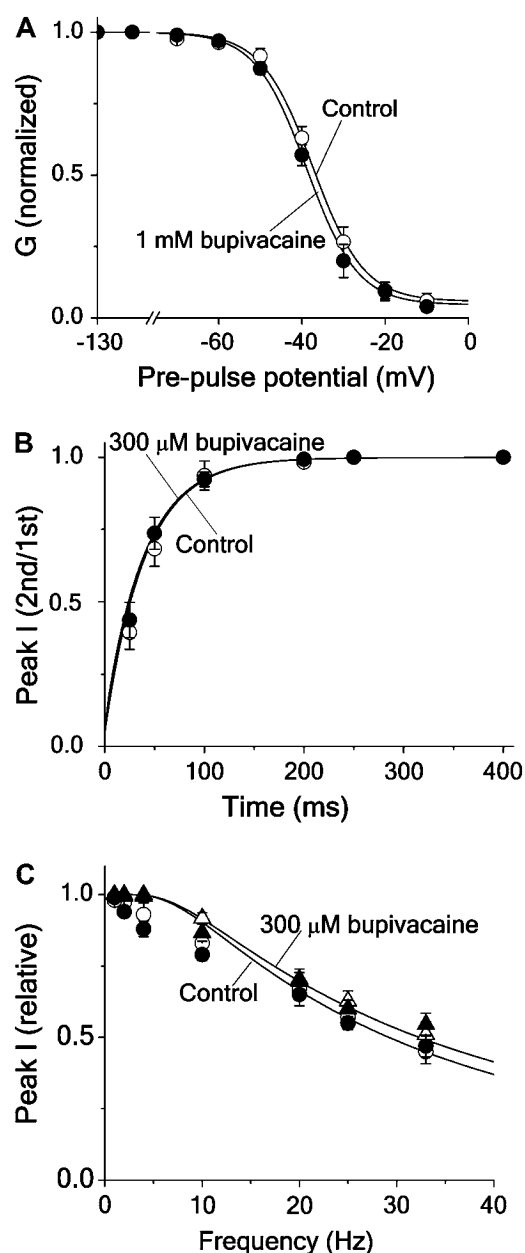 A
1.0
0.5
0.0
G (normalized)
Control
1 mM bupivacaine
-130
-60
-40
-20
0
Pre-pulse potential (mV)
B
1.0
0.5
0.0
Peak I (2nd/1st)
300 μM bupivacaine
Control
0
100
200
300
400
Time (ms)
C
1.0
0.5
0.0
Peak I (relative)
300 μM bupivacaine
Control
0
10
20
30
40
Frequency (Hz)